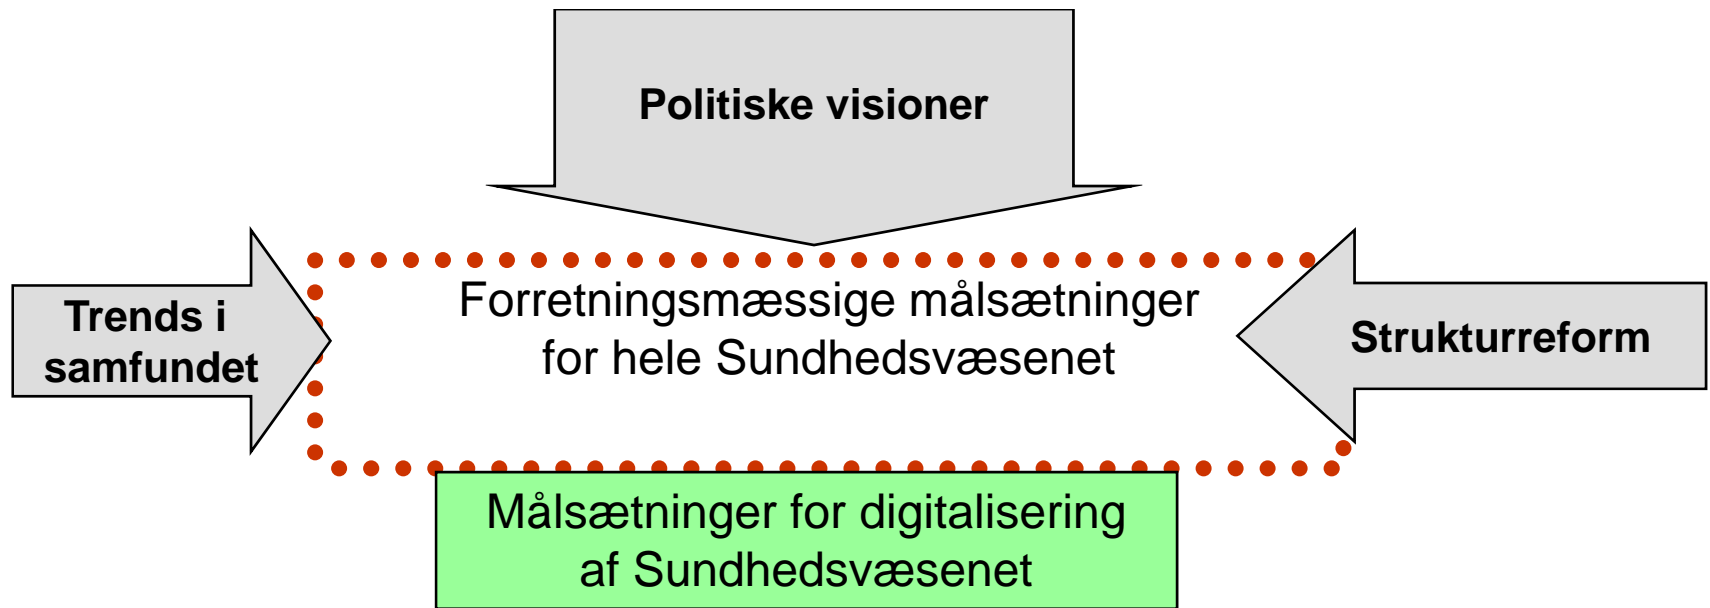 Politiske visioner
Trends i
samfundet
Forretningsmæssige målsætninger
for hele Sundhedsvæsenet
Strukturreform
Målsætninger for digitalisering
af Sundhedsvæsenet